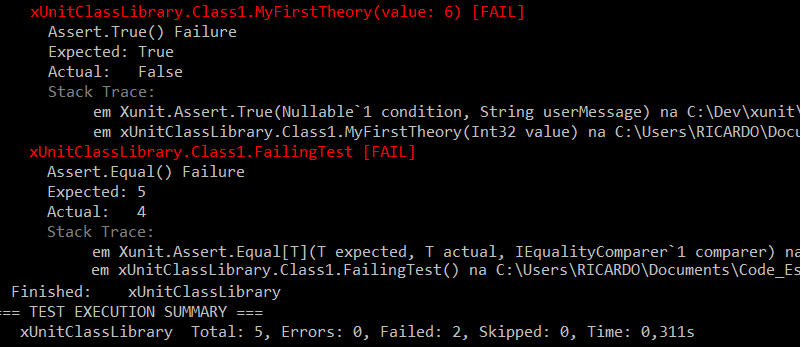 xUnitClassLibrary.Class1.MyFirstTheory(value: 6) [FAIL]
Assert.True() Failure
Expected: True
Actual:   False
Stack Trace:
em Xunit.Assert.True(Nullable`1 condition, String userMessage) na C:\Dev\xunit\
em xUnitClassLibrary.Class1.MyFirstTheory(Int32 value) na C:\Users\RICARDO\Docu
xUnitClassLibrary.Class1.FailingTest [FAIL]
Assert.Equal() Failure
Expected: 5
Actual:   4
Stack Trace:
em Xunit.Assert.Equal[T](T expected, T actual, IEqualityComparer`1 comparer) na
em xUnitClassLibrary.Class1.FailingTest() na C:\Users\RICARDO\Documents\Code_Es
Finished:    xUnitClassLibrary
=== TEST EXECUTION SUMMARY ===
xUnitClassLibrary  Total: 5, Errors: 0, Failed: 2, Skipped: 0, Time: 0,311s